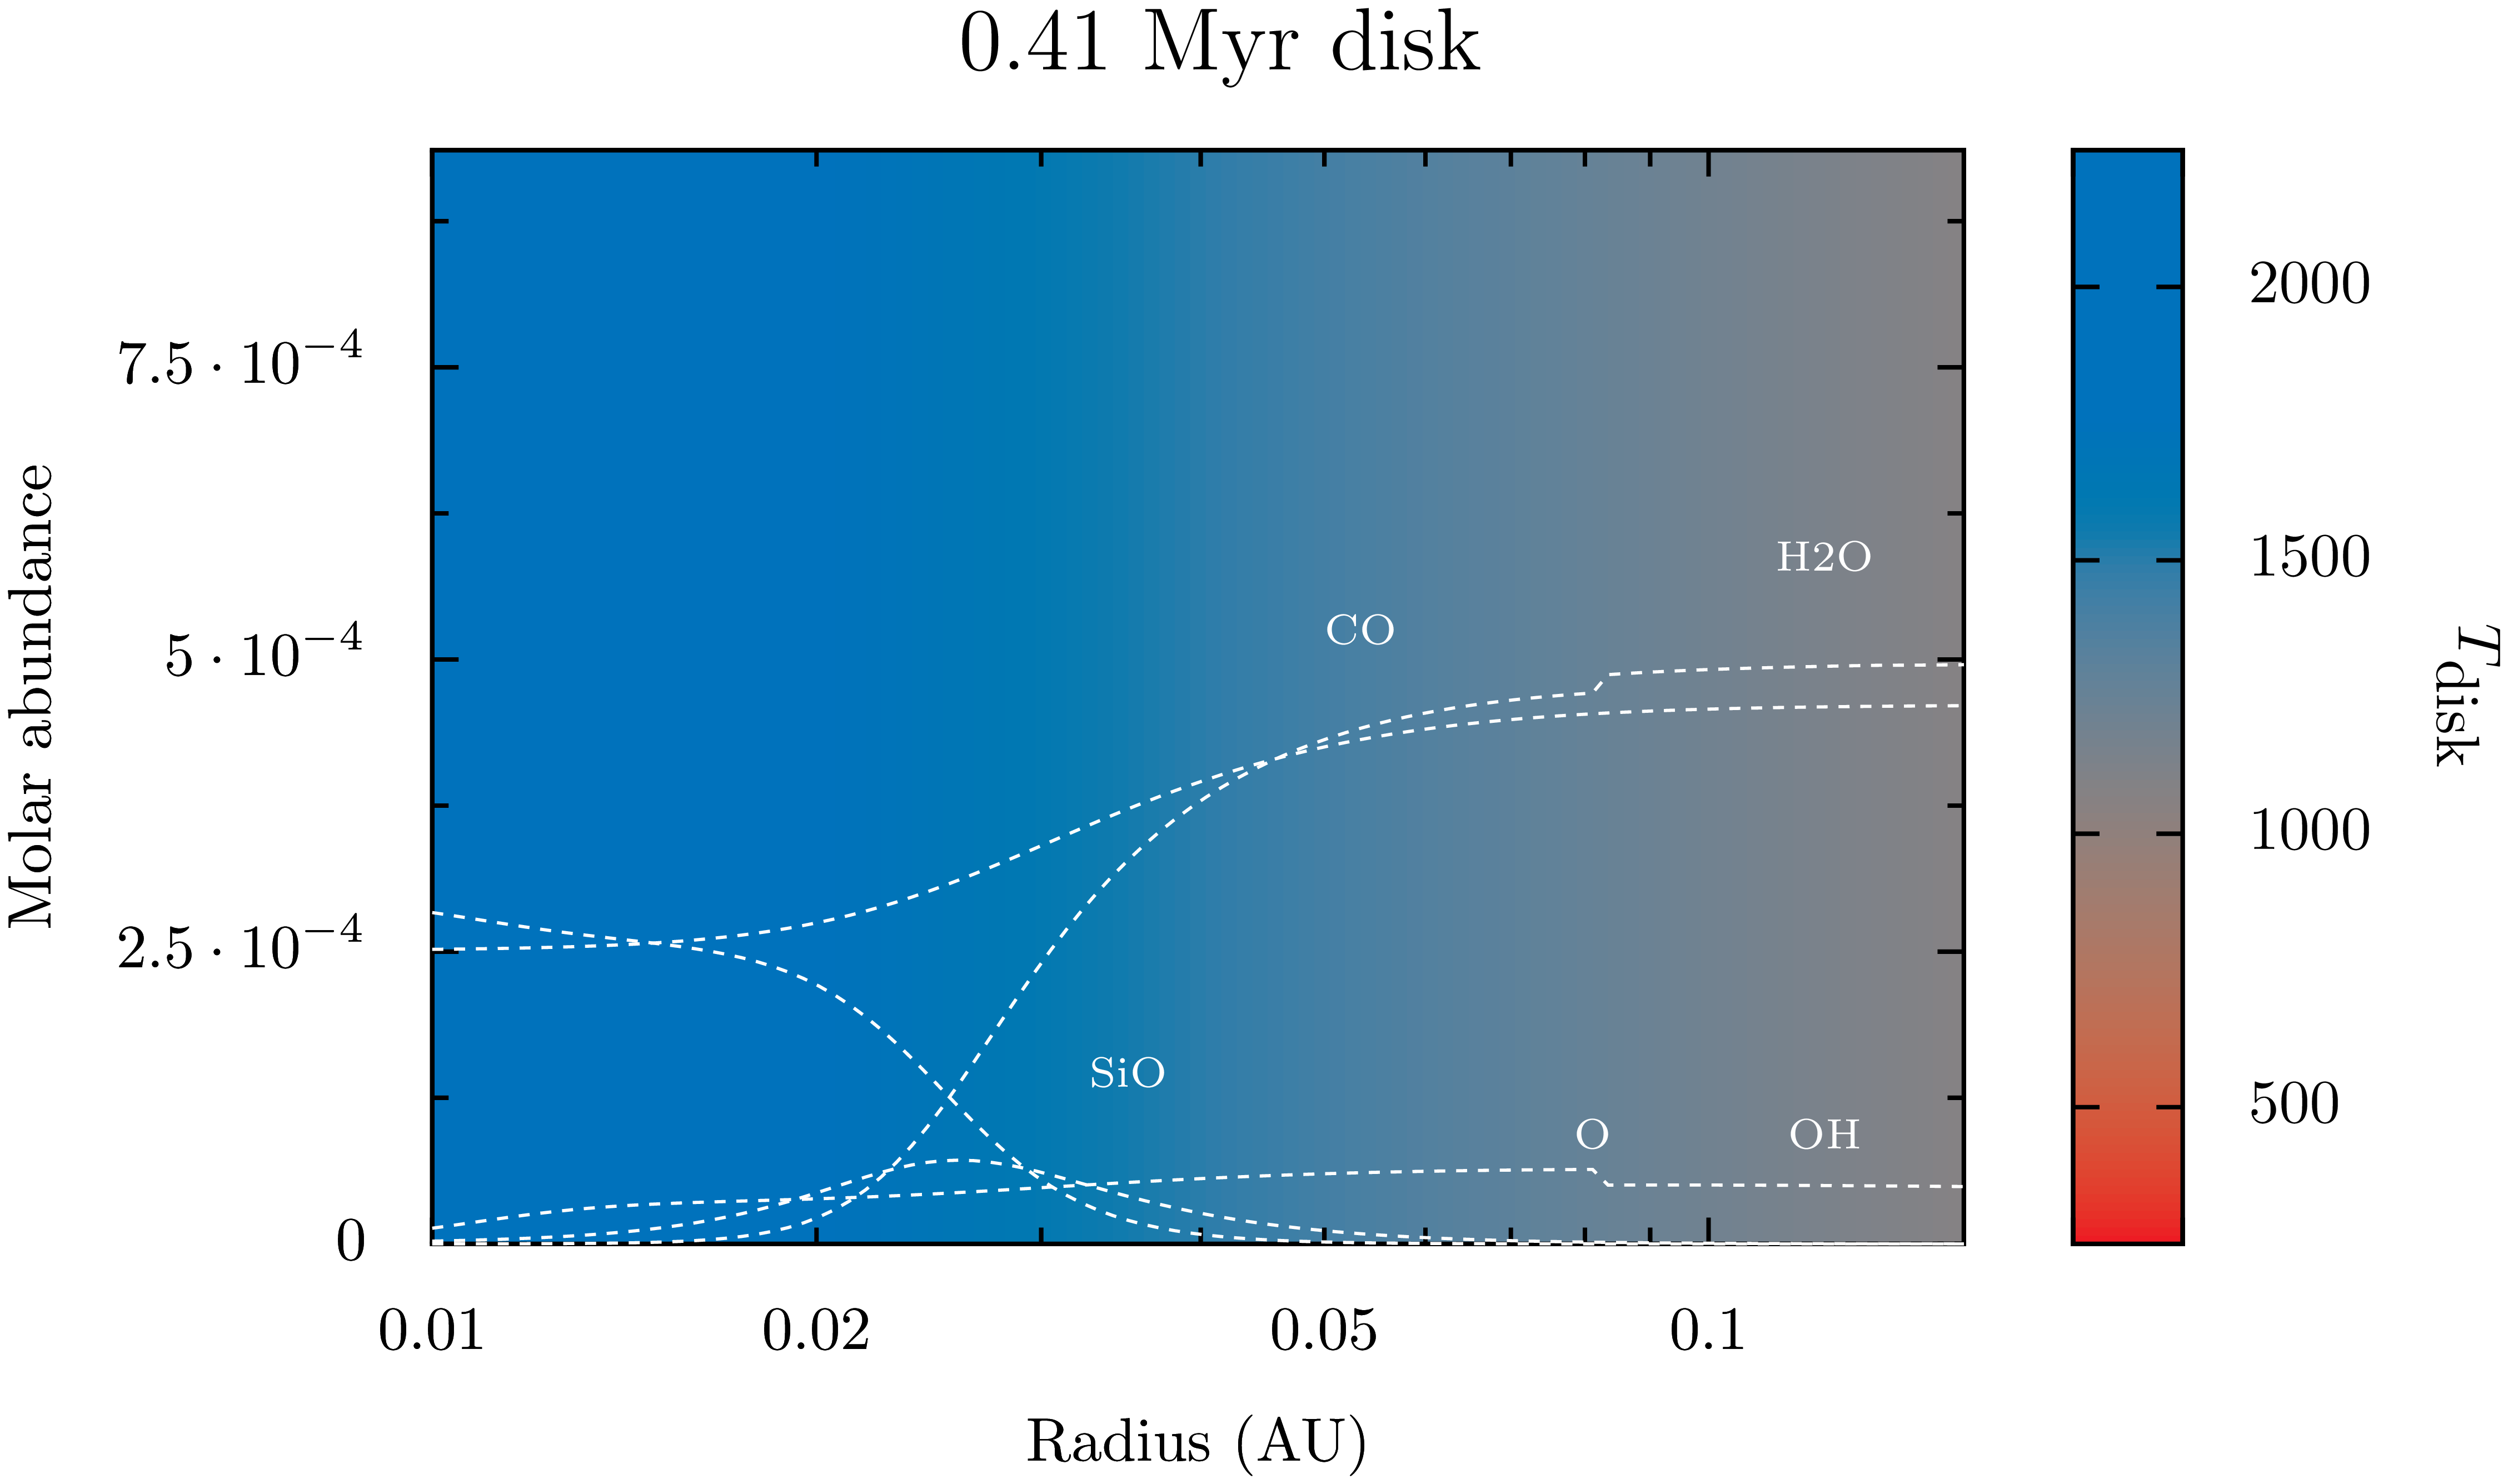 0.41 Myr disk
Molar abundance
7.5 · 10⁻⁴
5 · 10⁻⁴
2.5 · 10⁻⁴
0
H2O
CO
SiO
O
OH
0.01
0.02
0.05
0.1
Radius (AU)
2000
1500
1000
500
T_disk